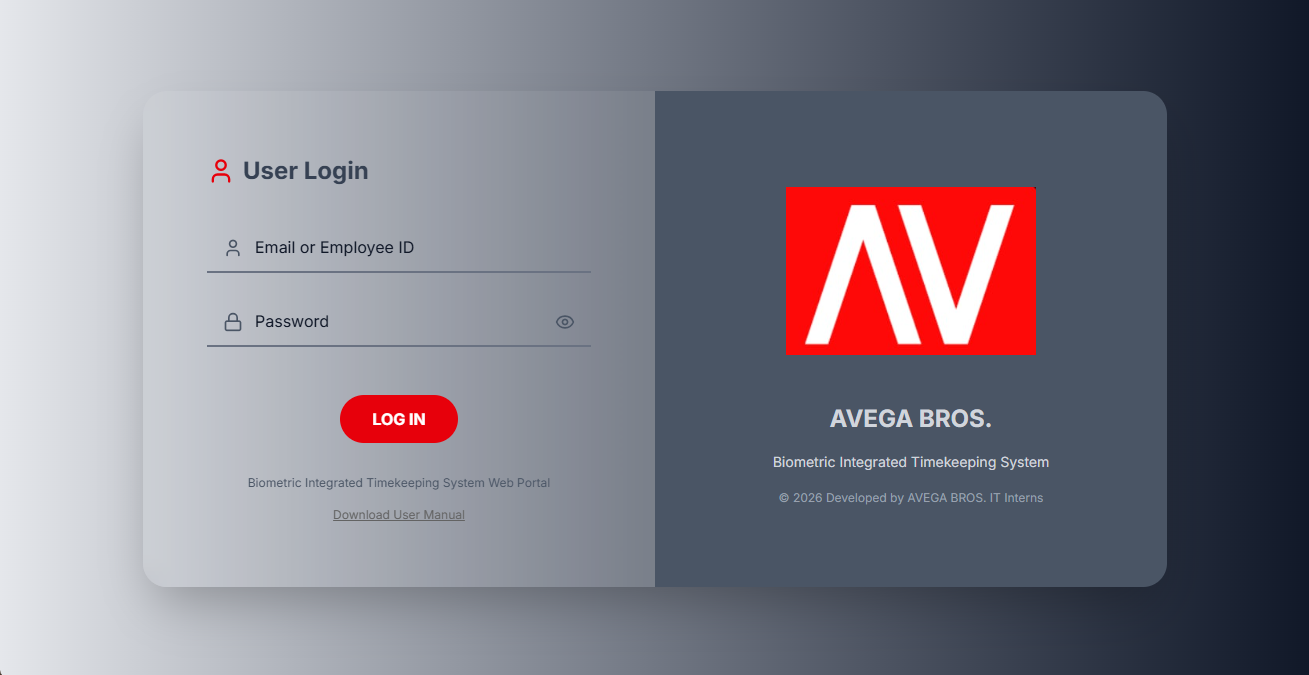 User Login
Email or Employee ID
Password
LOG IN
Biometric Integrated Timekeeping System Web Portal
Download User Manual
AV
AVEGA BROS.
Biometric Integrated Timekeeping System
© 2026 Developed by AVEGA BROS. IT Interns